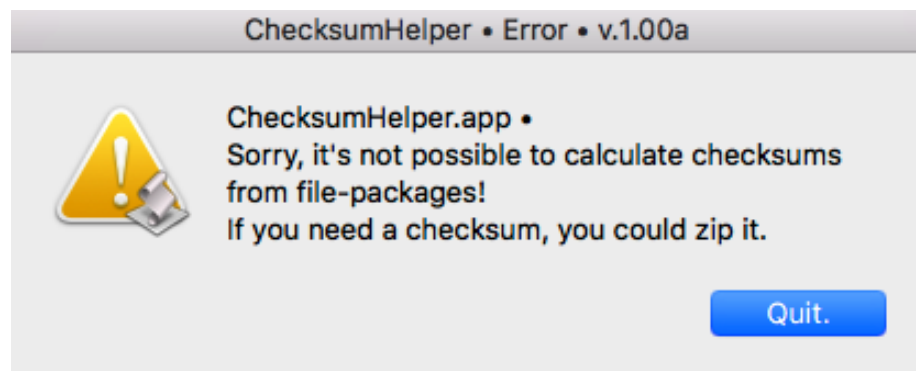 ChecksumHelper • Error • v.1.00a
ChecksumHelper.app •
Sorry, it's not possible to calculate checksums
from file-packages!
If you need a checksum, you could zip it.
Quit.